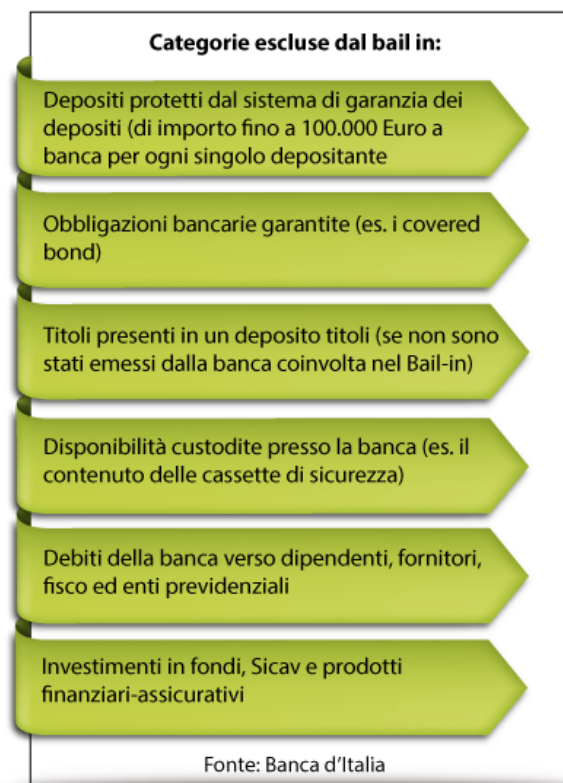 Categorie escluse dal bail in:
Depositi protetti dal sistema di garanzia dei
depositi (di importo fino a 100.000 Euro a
banca per ogni singolo depositante
Obbligazioni bancarie garantite (es. i covered
bond)
Titoli presenti in un deposito titoli (se non sono
stati emessi dalla banca coinvolta nel Bail-in)
Disponibilità custodite presso la banca (es. il
contenuto delle cassette di sicurezza)
Debiti della banca verso dipendenti, fornitori,
fisco ed enti previdenziali
Investimenti in fondi, Sicav e prodotti
finanziari-assicurativi
Fonte: Banca d'Italia